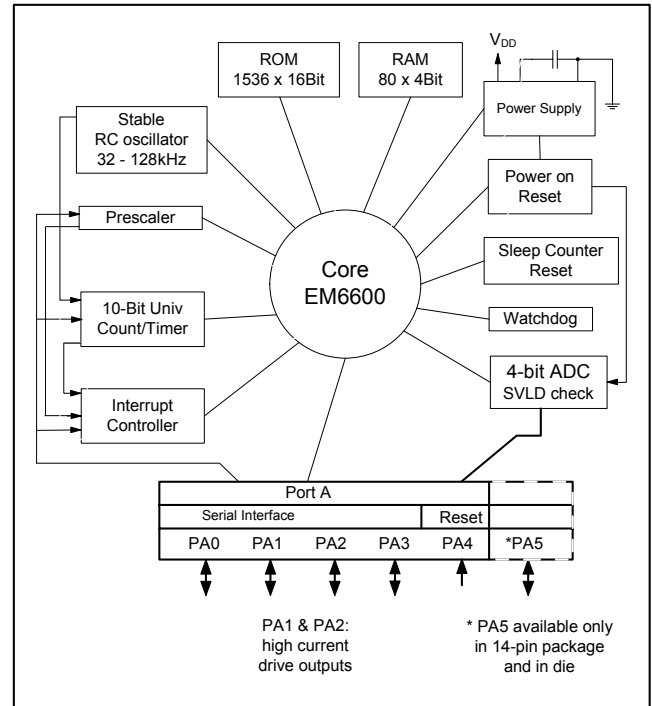 ROM
1536 x 16Bit
RAM
80 x 4Bit
VDD
Power Supply
Stable
RC oscillator
32 - 128kHz
Power on
Reset
Prescaler
Core
EM6600
Sleep Counter
Reset
10-Bit Univ
Count/Timer
Watchdog
4-bit ADC
SVLD check
Interrupt
Controller
Port A
Serial Interface
Reset
PA0 PA1 PA2 PA3 PA4 *PA5
PA1 & PA2:
high current
drive outputs
* PA5 available only
in 14-pin package
and in die